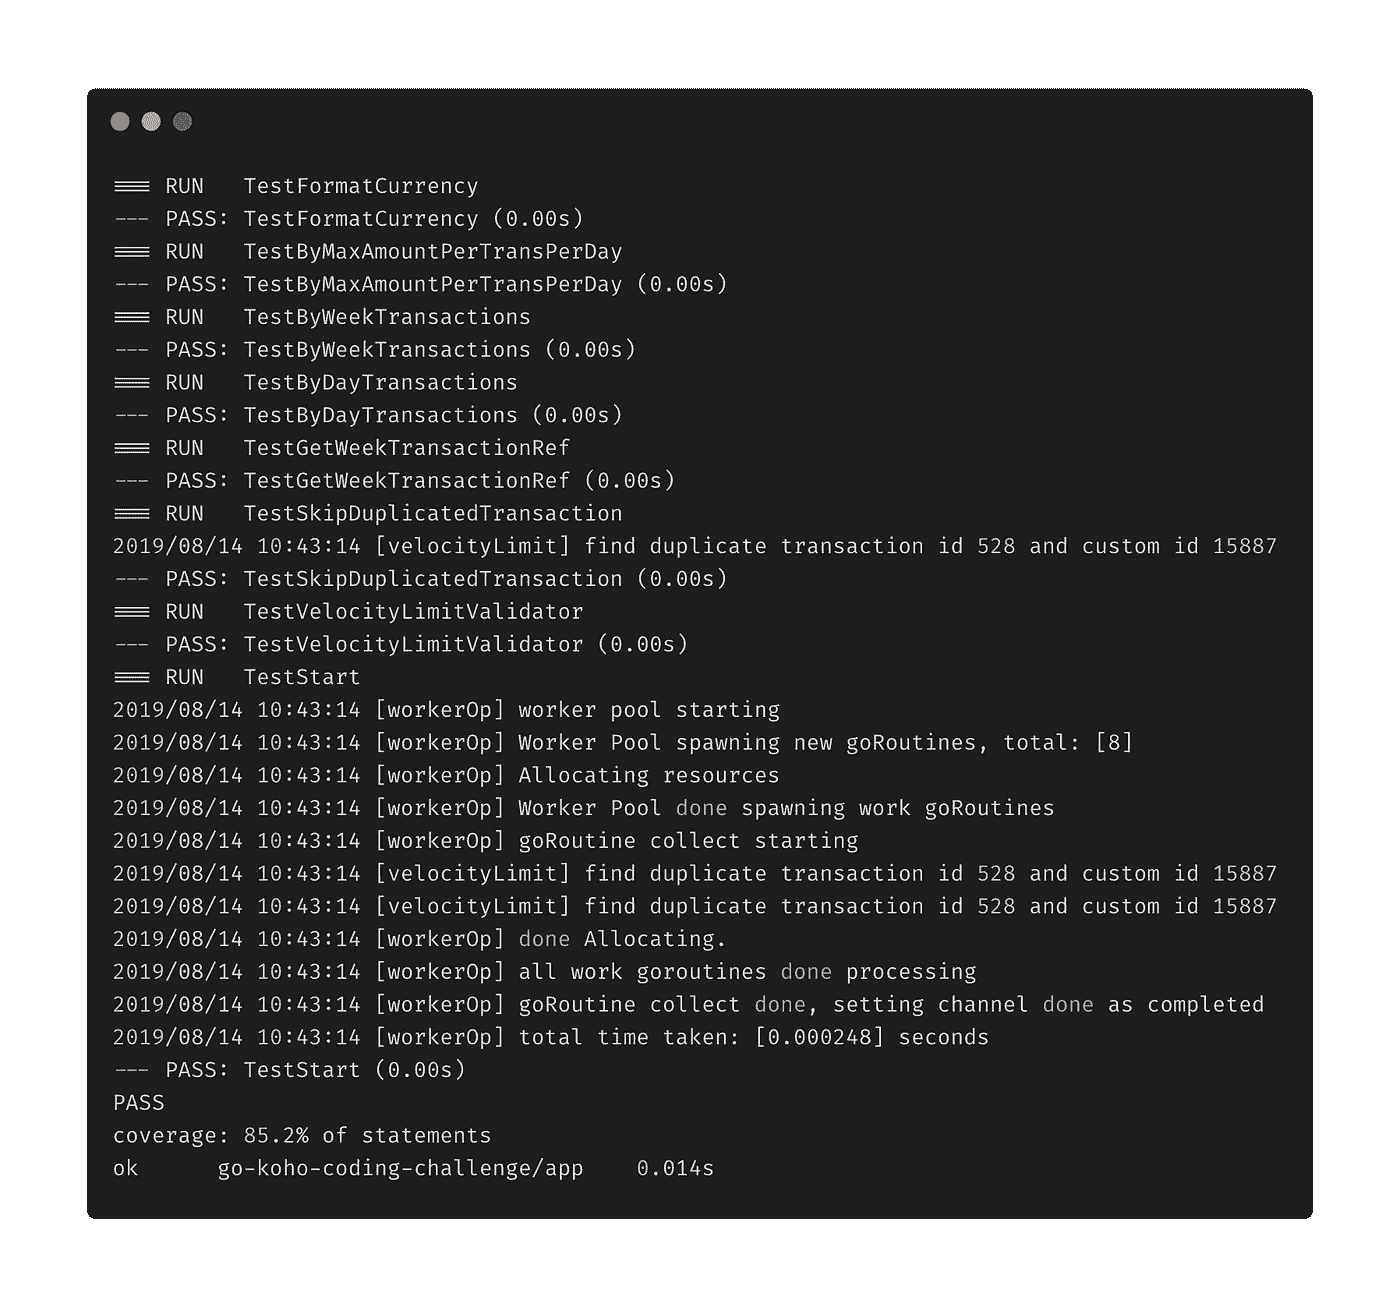 === RUN   TestFormatCurrency
--- PASS: TestFormatCurrency (0.00s)
=== RUN   TestByMaxAmountPerTransPerDay
--- PASS: TestByMaxAmountPerTransPerDay (0.00s)
=== RUN   TestByWeekTransactions
--- PASS: TestByWeekTransactions (0.00s)
=== RUN   TestByDayTransactions
--- PASS: TestByDayTransactions (0.00s)
=== RUN   TestGetWeekTransactionRef
--- PASS: TestGetWeekTransactionRef (0.00s)
=== RUN   TestSkipDuplicatedTransaction
2019/08/14 10:43:14 [velocityLimit] find duplicate transaction id 528 and custom id 15887
--- PASS: TestSkipDuplicatedTransaction (0.00s)
=== RUN   TestVelocityLimitValidator
--- PASS: TestVelocityLimitValidator (0.00s)
=== RUN   TestStart
2019/08/14 10:43:14 [workerOp] worker pool starting
2019/08/14 10:43:14 [workerOp] Worker Pool spawning new goRoutines, total: [8]
2019/08/14 10:43:14 [workerOp] Allocating resources
2019/08/14 10:43:14 [workerOp] Worker Pool done spawning work goRoutines
2019/08/14 10:43:14 [workerOp] goRoutine collect starting
2019/08/14 10:43:14 [velocityLimit] find duplicate transaction id 528 and custom id 15887
2019/08/14 10:43:14 [velocityLimit] find duplicate transaction id 528 and custom id 15887
2019/08/14 10:43:14 [workerOp] done Allocating.
2019/08/14 10:43:14 [workerOp] all work goroutines done processing
2019/08/14 10:43:14 [workerOp] goRoutine collect done, setting channel done as completed
2019/08/14 10:43:14 [workerOp] total time taken: [0.000248] seconds
--- PASS: TestStart (0.00s)
PASS
coverage: 85.2% of statements
ok      go-koho-coding-challenge/app    0.014s